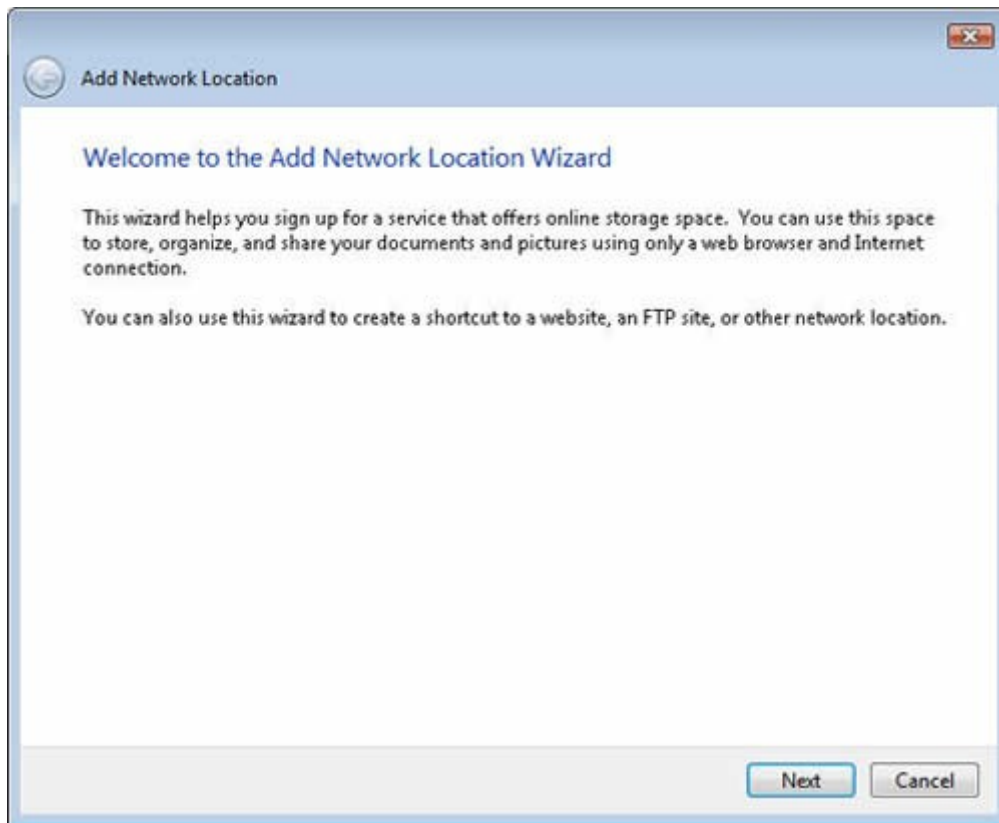 Add Network Location
Welcome to the Add Network Location Wizard
This wizard helps you sign up for a service that offers online storage space.  You can use this space
to store, organize, and share your documents and pictures using only a web browser and Internet
connection.
You can also use this wizard to create a shortcut to a website, an FTP site, or other network location.
Next
Cancel